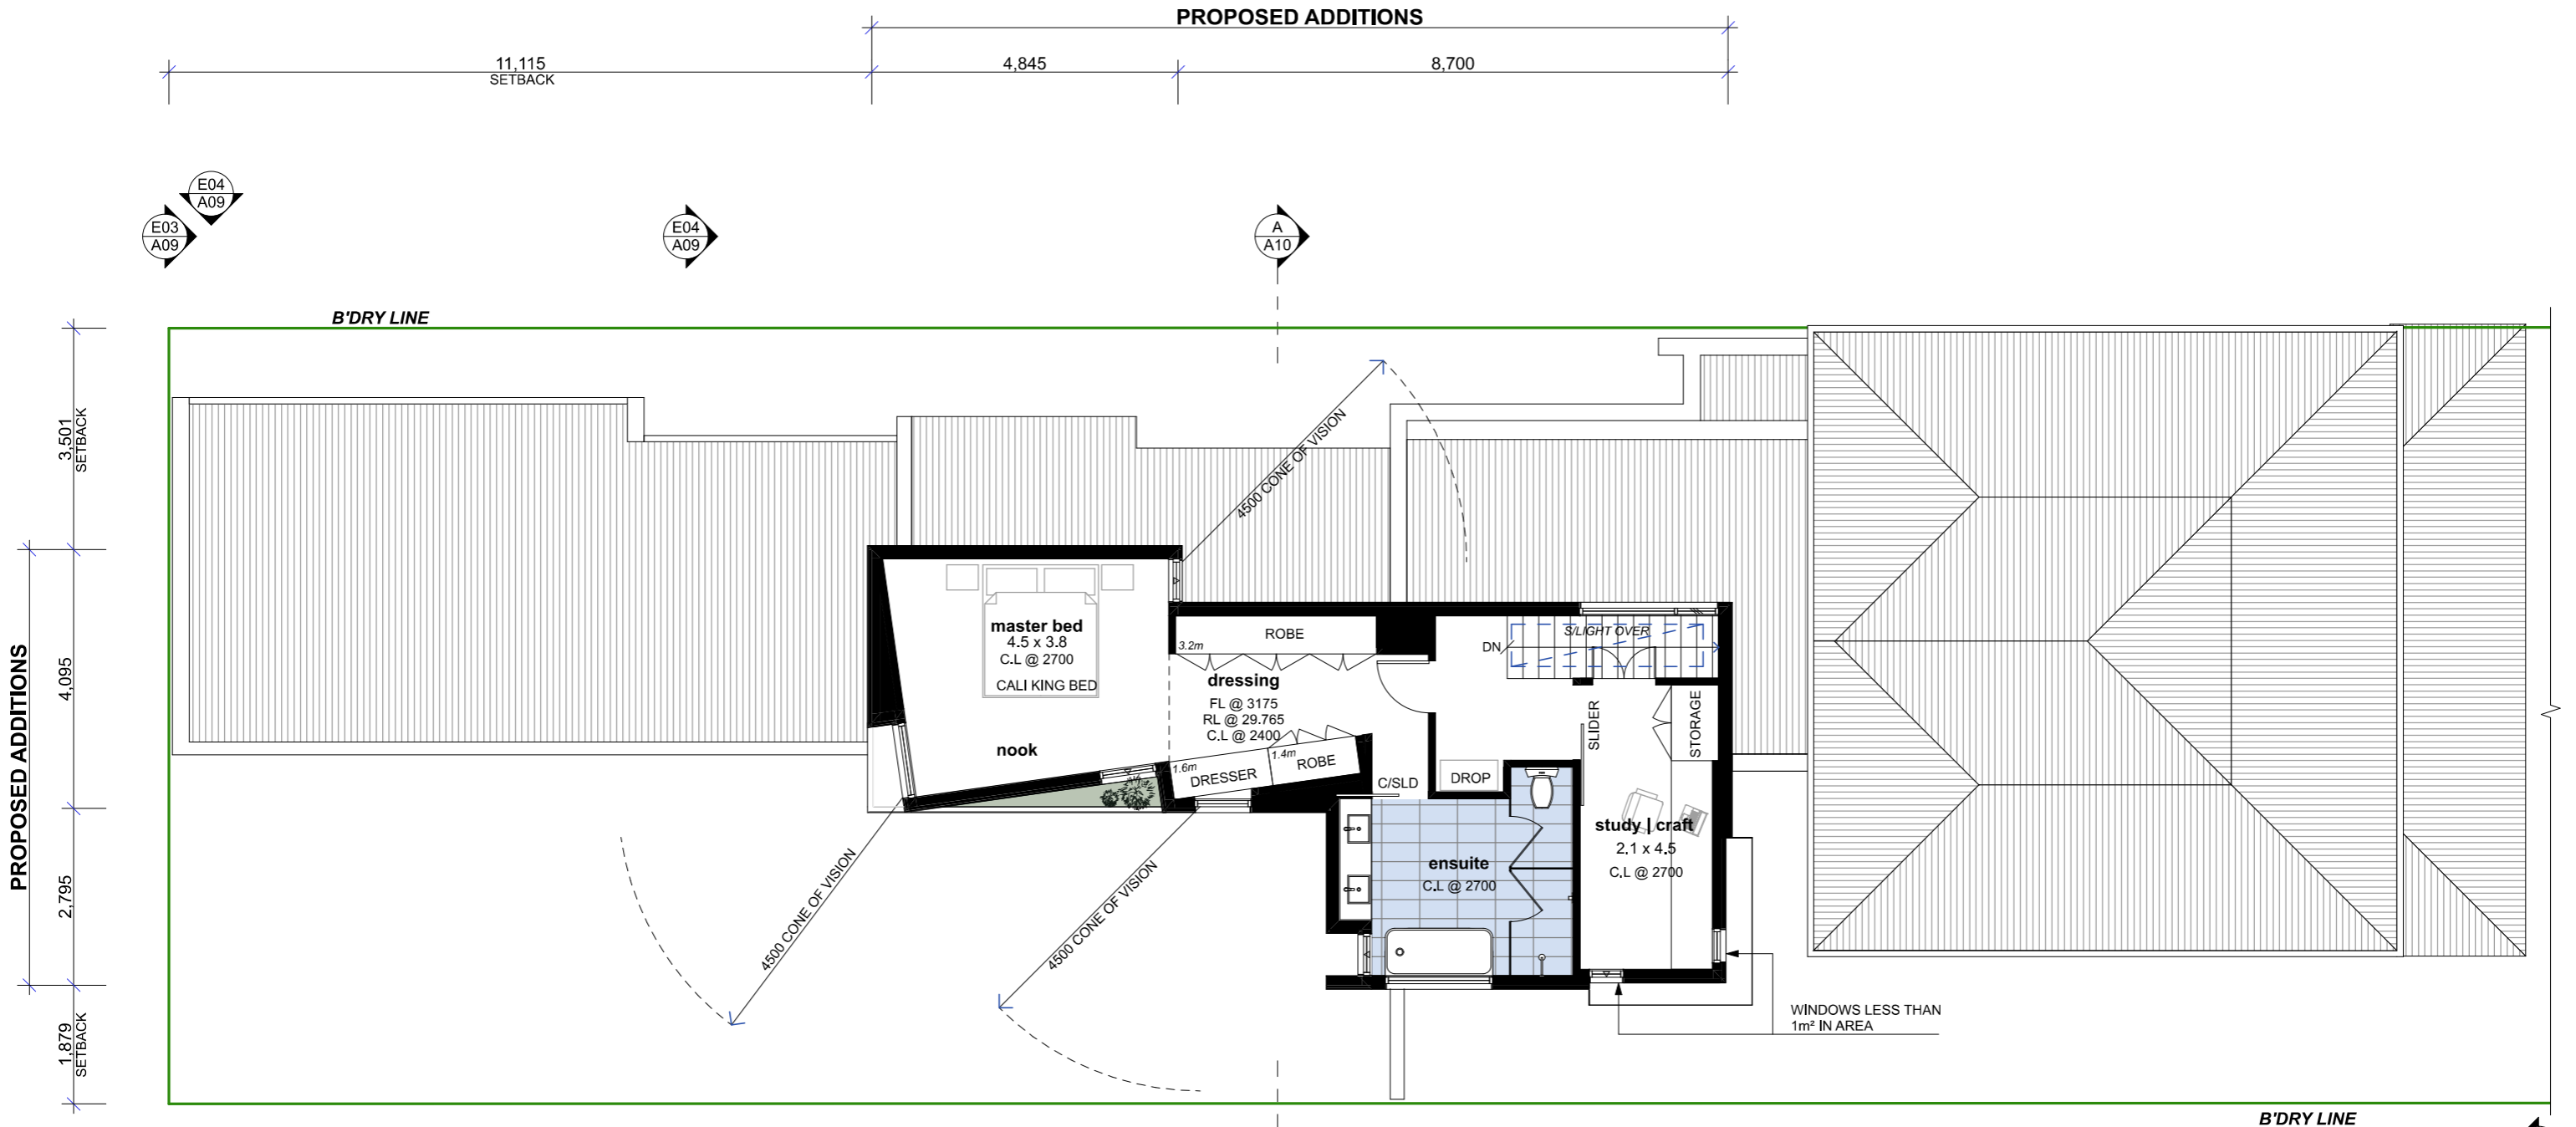 PROPOSED ADDITIONS
11,115
SETBACK
4,845
8,700
E04
A09
E03
A09
E04
A09
A
A10
B'DRY LINE
3,501
SETBACK
4500 CONE OF VISION
PROPOSED ADDITIONS
4,095
2,795
1,879
SETBACK
master bed
4.5 x 3.8
C.L @ 2700
CALI KING BED
nook
3.2m
ROBE
dressing
FL @ 3175
RL @ 29.765
C.L @ 2400
1.6m
DRESSER
1.4m
ROBE
DN
S/LIGHT OVER
SLIDER
STORAGE
C/SLD
DROP
study | craft
2.1 x 4.5
C.L @ 2700
ensuite
C.L @ 2700
4500 CONE OF VISION
4500 CONE OF VISION
WINDOWS LESS THAN
1m² IN AREA
B'DRY LINE